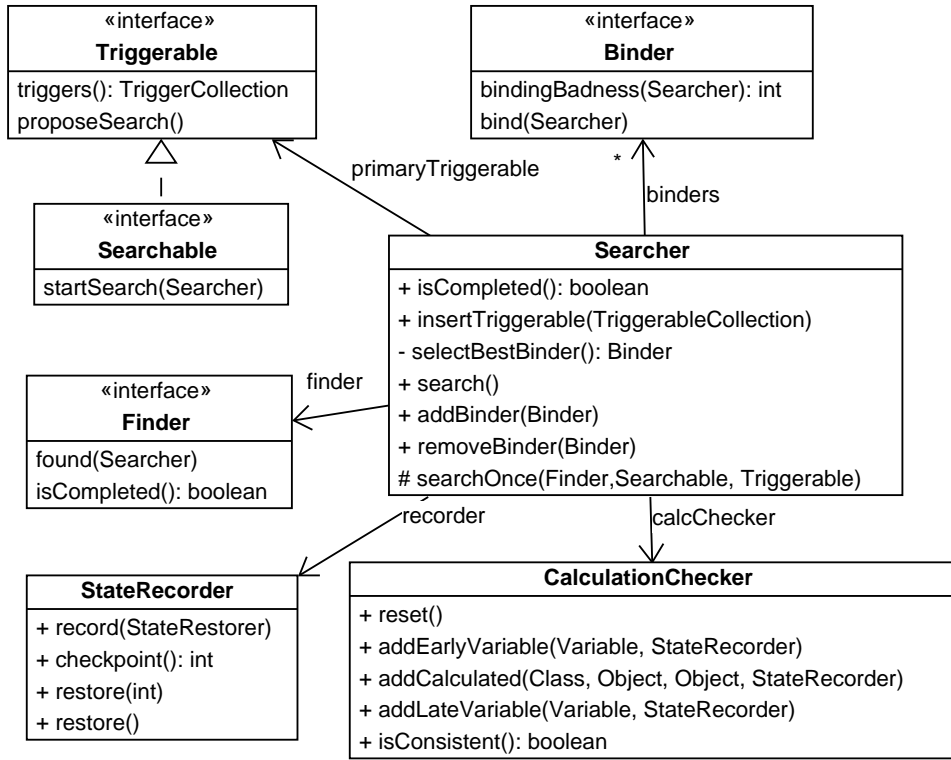 «interface»
Triggerable
triggers(): TriggerCollection
proposeSearch()
«interface»
Binder
bindingBadness(Searcher): int
bind(Searcher)
*
primaryTriggerable
binders
«interface»
Searchable
startSearch(Searcher)
Searcher
+ isCompleted(): boolean
+ insertTriggerable(TriggerableCollection)
- selectBestBinder(): Binder
+ search()
+ addBinder(Binder)
+ removeBinder(Binder)
# searchOnce(Finder,Searchable, Triggerable)
finder
«interface»
Finder
found(Searcher)
isCompleted(): boolean
recorder
calcChecker
StateRecorder
+ record(StateRestorer)
+ checkpoint(): int
+ restore(int)
+ restore()
CalculationChecker
+ reset()
+ addEarlyVariable(Variable, StateRecorder)
+ addCalculated(Class, Object, Object, StateRecorder)
+ addLateVariable(Variable, StateRecorder)
+ isConsistent(): boolean